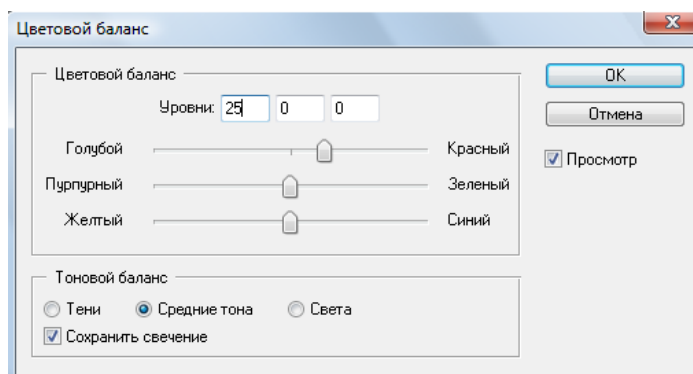 Цветовой баланс
Цветовой баланс
Уровни: 25 0 0
Голубой Красный
Пурпурный Зеленый
Желтый Синий
Тоновой баланс
Тени Средние тона Света
Сохранить свечение
OK
Отмена
Просмотр